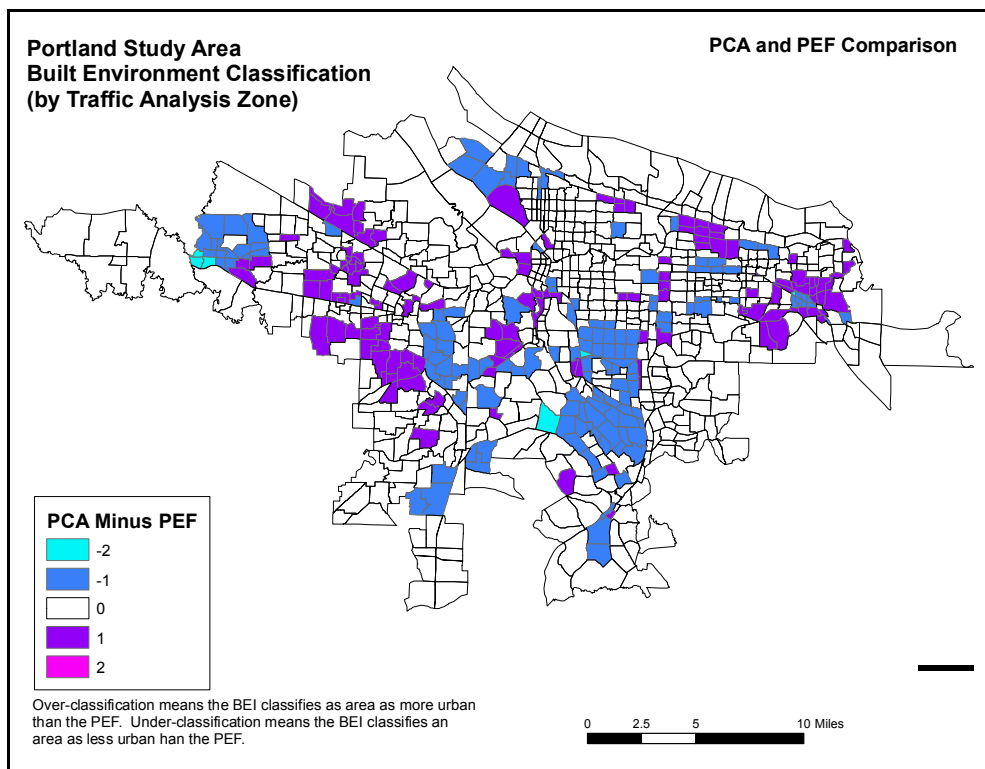 Portland Study Area
Built Environment Classification
(by Traffic Analysis Zone)
PCA and PEF Comparison
PCA Minus PEF
-2
-1
0
1
2
Over-classification means the BEI classifies as area as more urban
than the PEF.  Under-classification means the BEI classifies an
area as less urban han the PEF.
0 2.5 5 10 Miles